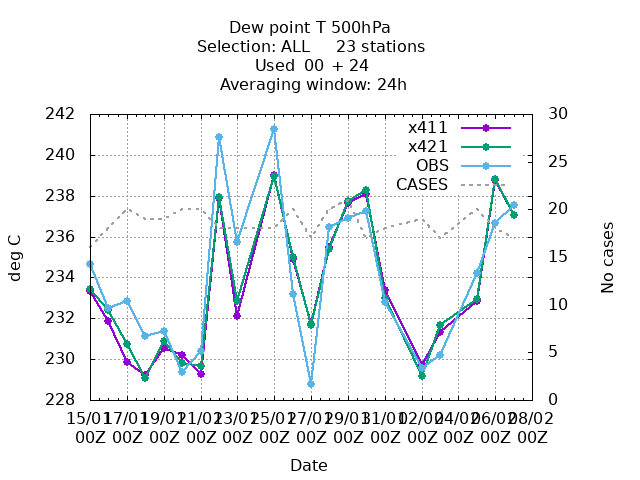 Dew point T 500hPa
Selection: ALL     23 stations
Used  00  + 24
Averaging window: 24h
x411
x421
OBS
CASES
242
240
238
236
234
232
230
228
30
25
20
15
10
5
0
deg C
No cases
15/01 17/01 19/01 21/01 23/01 25/01 27/01 29/01 31/01 02/02 04/02 06/02 08/02
00Z 00Z 00Z 00Z 00Z 00Z 00Z 00Z 00Z 00Z 00Z 00Z 00Z
Date